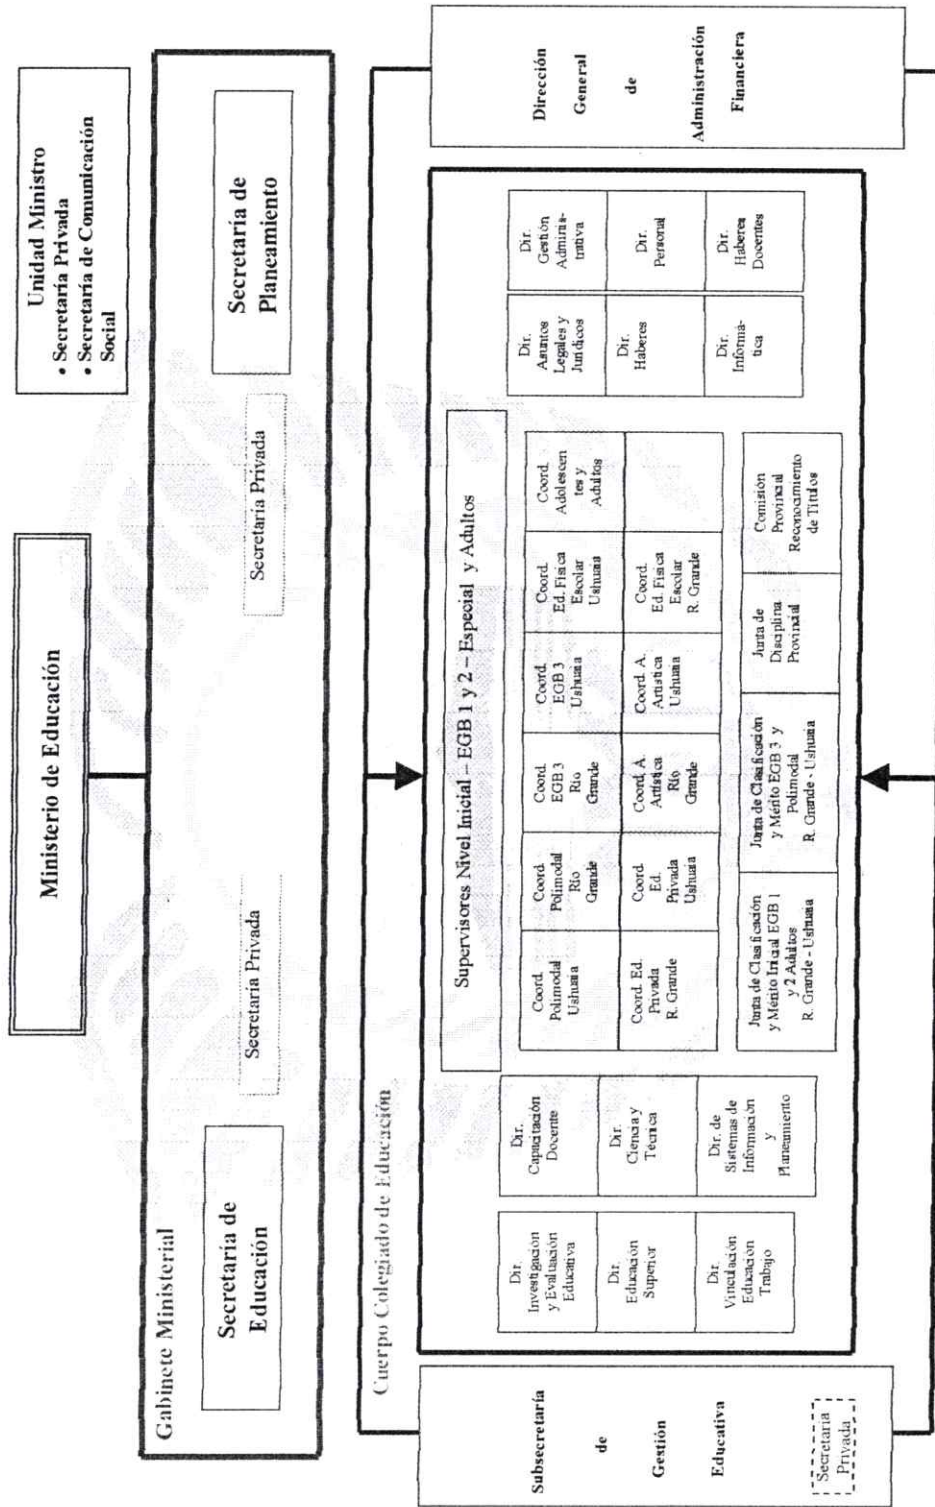 Ministerio de Educación
Unidad Ministro
• Secretaría Privada
• Secretaría de Comunicación
Social
Gabinete Ministerial
Secretaría de
Educación
Secretaria Privada
Secretaria Privada
Secretaría de
Planeamiento
Cuerpo Colegiado de Educación
Subsecretaría
de
Gestión
Educativa
Secretaria
Privada
Dir.
Investigación
y Evaluación
Educativa
Dir.
Educación
Superior
Dir.
Vinculación
Educación
Trabajo
Dir.
Capacitación
Docente
Dir.
Ciencia y
Técnica
Dir. de
Sistemas de
Información
y
Planeamiento
Supervisores Nivel Inicial – EGB 1 y 2 – Especial y Adultos
Coord.
Polimodal
Ushuaia
Coord.
Polimodal
Río
Grande
Coord.
EGB 3
Río
Grande
Coord.
EGB 3
Ushuaia
Coord.
Ed. Física
Escolar
Ushuaia
Coord.
Adolescen
tes y
Adultos
Coord. Ed.
Privada
R. Grande
Coord.
Ed.
Privada
Ushuaia
Coord. A.
Artística
Río
Grande
Coord. A.
Artística
Ushuaia
Coord.
Ed. Física
Escolar
R. Grande
Junta de Clasificación
y Mérito Inicial EGB 1
y 2 Adultos
R. Grande - Ushuaia
Junta de Clasificación
y Mérito EGB 3 y
Polimodal
R. Grande - Ushuaia
Junta de
Disciplina
Provincial
Comisión
Provincial
Reconocimiento
de Títulos
Dir.
Asuntos
Legales y
Jurídicos
Dir.
Haberes
Dir.
Informá-
tica
Dir.
Gestión
Adminis-
trativa
Dir.
Personal
Dir.
Haberes
Docentes
Dirección
General
de
Administración
Financiera